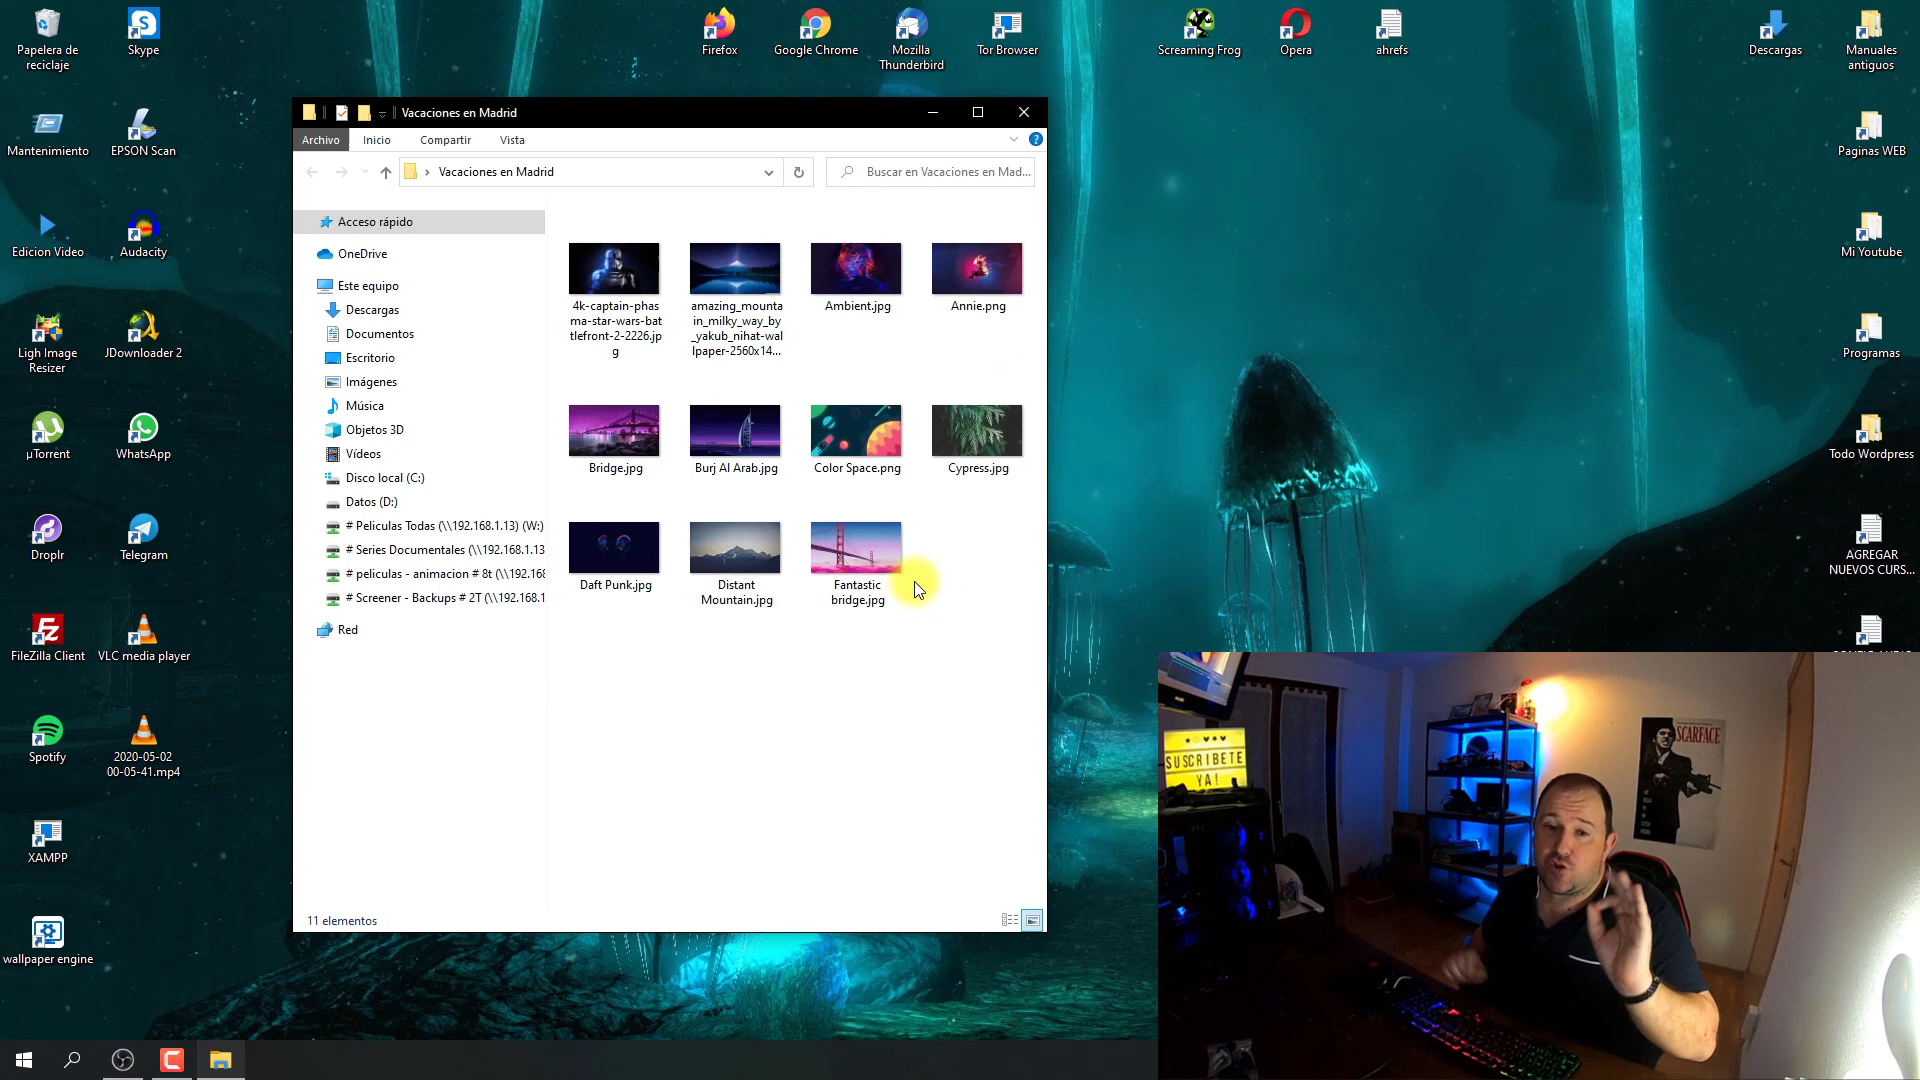 Papelera de
reciclaje
Skype
Firefox
Google Chrome
Mozilla
Thunderbird
Tor Browser
Screaming Frog
Opera
ahrefs
Descargas
Manuales
antiguos
Mantenimiento
EPSON Scan
Paginas WEB
Edicion Video
Audacity
Mi Youtube
Ligh Image
Resizer
JDownloader 2
Programas
µTorrent
WhatsApp
Todo Wordpress
Droplr
Telegram
AGREGAR
NUEVOS CURS...
FileZilla Client
VLC media player
Spotify
2020-05-02
00-05-41.mp4
XAMPP
wallpaper engine
Vacaciones en Madrid
Archivo
Inicio
Compartir
Vista
Vacaciones en Madrid
Buscar en Vacaciones en Mad...
Acceso rápido
OneDrive
Este equipo
Descargas
Documentos
Escritorio
Imágenes
Música
Objetos 3D
Vídeos
Disco local (C:)
Datos (D:)
# Peliculas Todas (\\192.168.1.13) (W:)
# Series Documentales (\\192.168.1.13
# peliculas - animacion # 8t (\\192.168
# Screener - Backups # 2T (\\192.168.1
Red
4k-captain-phas
ma-star-wars-bat
tlefront-2-2226.jp
g
amazing_mounta
in_milky_way_by
_yakub_nihat-wal
lpaper-2560x14...
Ambient.jpg
Annie.png
Bridge.jpg
Burj Al Arab.jpg
Color Space.png
Cypress.jpg
Daft Punk.jpg
Distant
Mountain.jpg
Fantastic
bridge.jpg
11 elementos
SUSCRIBETE
YA!
SCARFACE